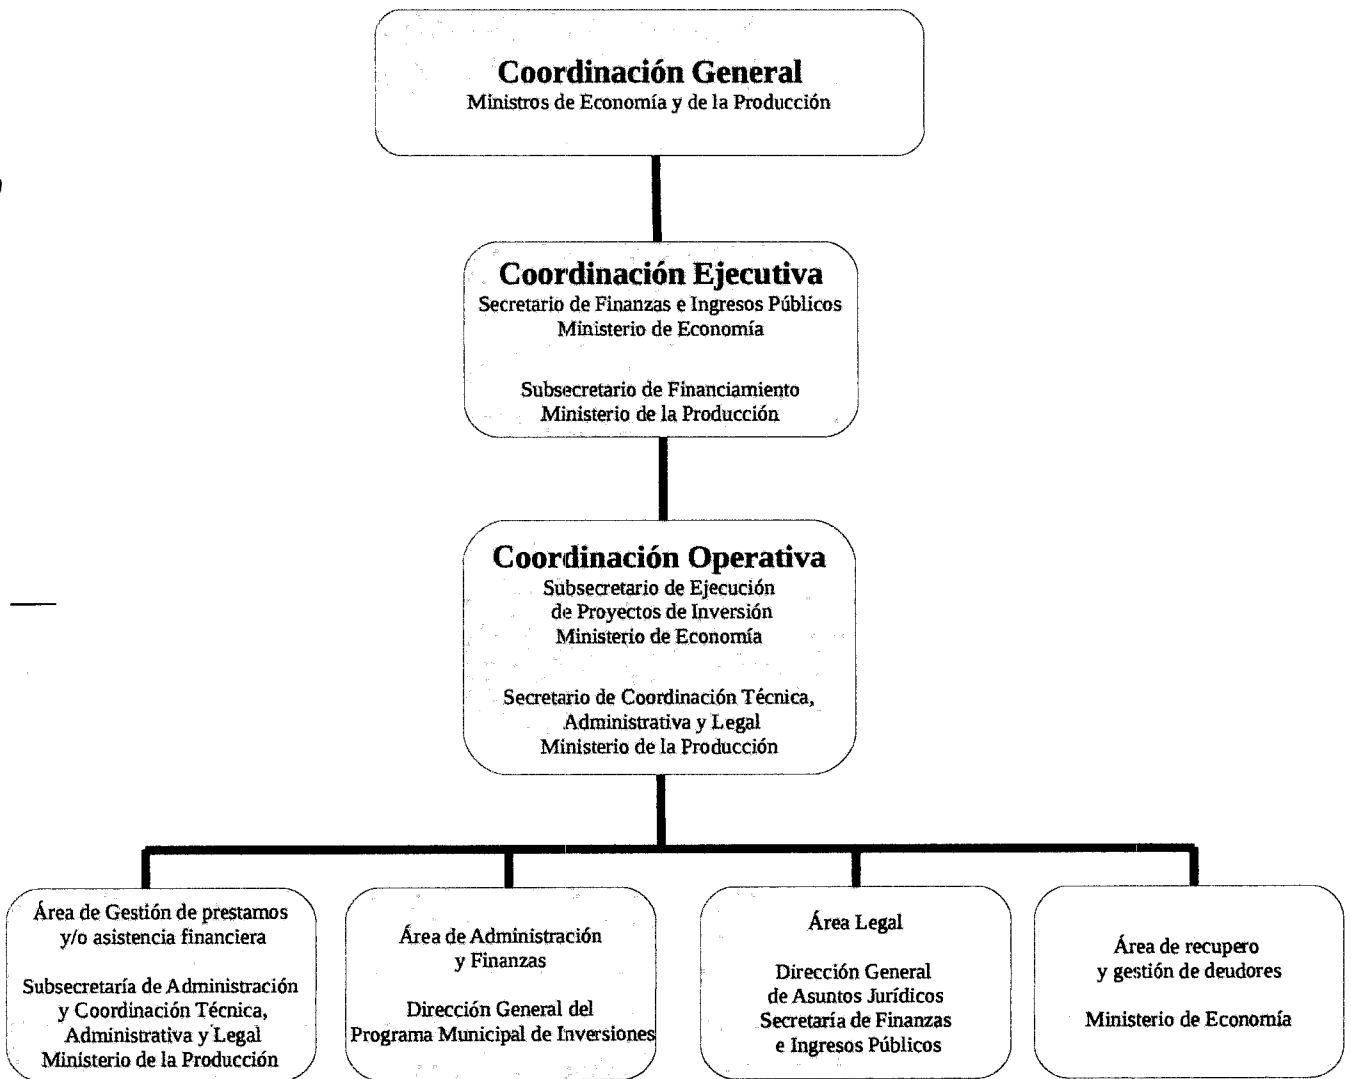 Coordinación General
Ministros de Economía y de la Producción
Coordinación Ejecutiva
Secretario de Finanzas e Ingresos Públicos
Ministerio de Economía
Subsecretario de Financiamiento
Ministerio de la Producción
Coordinación Operativa
Subsecretario de Ejecución
de Proyectos de Inversión
Ministerio de Economía
Secretario de Coordinación Técnica,
Administrativa y Legal
Ministerio de la Producción
Área de Gestión de prestamos
y/o asistencia financiera
Subsecretaría de Administración
y Coordinación Técnica,
Administrativa y Legal
Ministerio de la Producción
Área de Administración
y Finanzas
Dirección General del
Programa Municipal de Inversiones
Área Legal
Dirección General
de Asuntos Jurídicos
Secretaría de Finanzas
e Ingresos Públicos
Área de recupero
y gestión de deudores
Ministerio de Economía